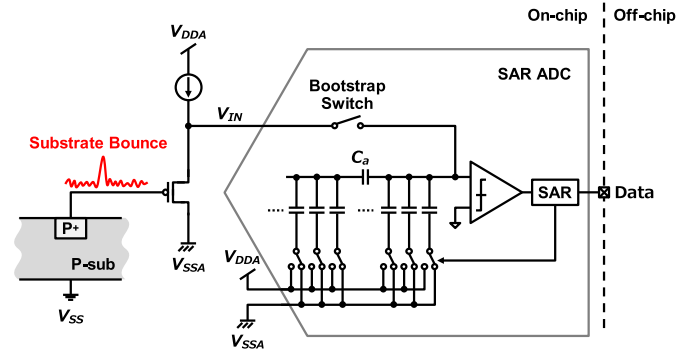 On-chip
Off-chip
VDDA
SAR ADC
Bootstrap
Switch
VIN
Substrate Bounce
Ca
SAR
Data
P+
P-sub
VSSA
VDDA
VSS
VSSA